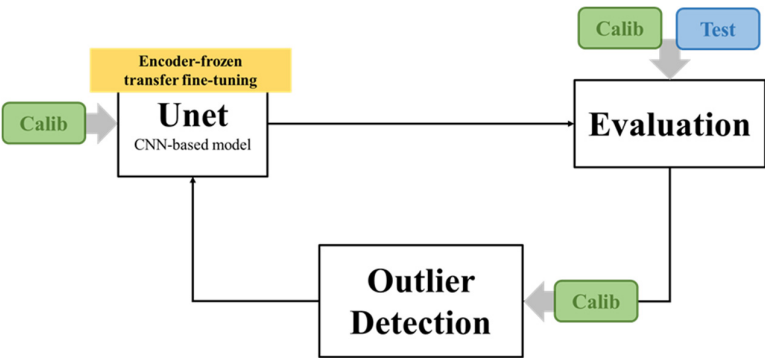 Calib
Test
Encoder-frozen
transfer fine-tuning
Calib
Unet
CNN-based model
Evaluation
Outlier
Detection
Calib